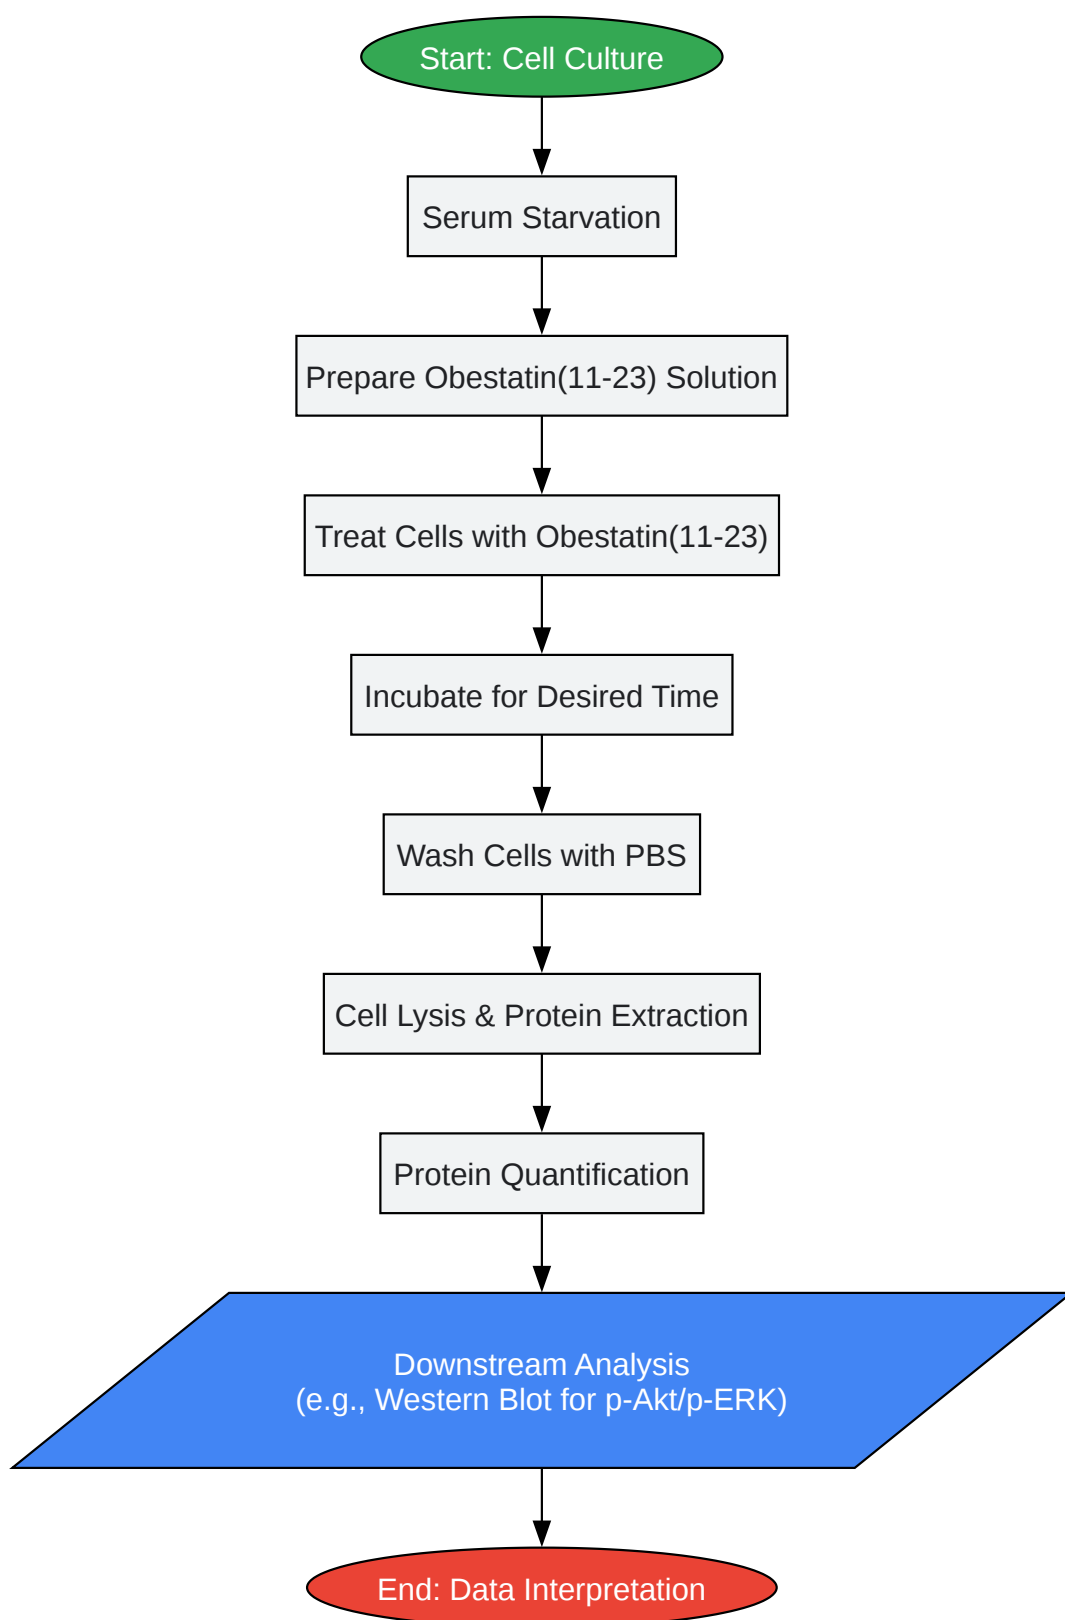 Start: Cell Culture
Serum Starvation
Prepare Obestatin(11-23) Solution
Treat Cells with Obestatin(11-23)
Incubate for Desired Time
Wash Cells with PBS
Cell Lysis & Protein Extraction
Protein Quantification
Downstream Analysis
(e.g., Western Blot for p-Akt/p-ERK)
End: Data Interpretation